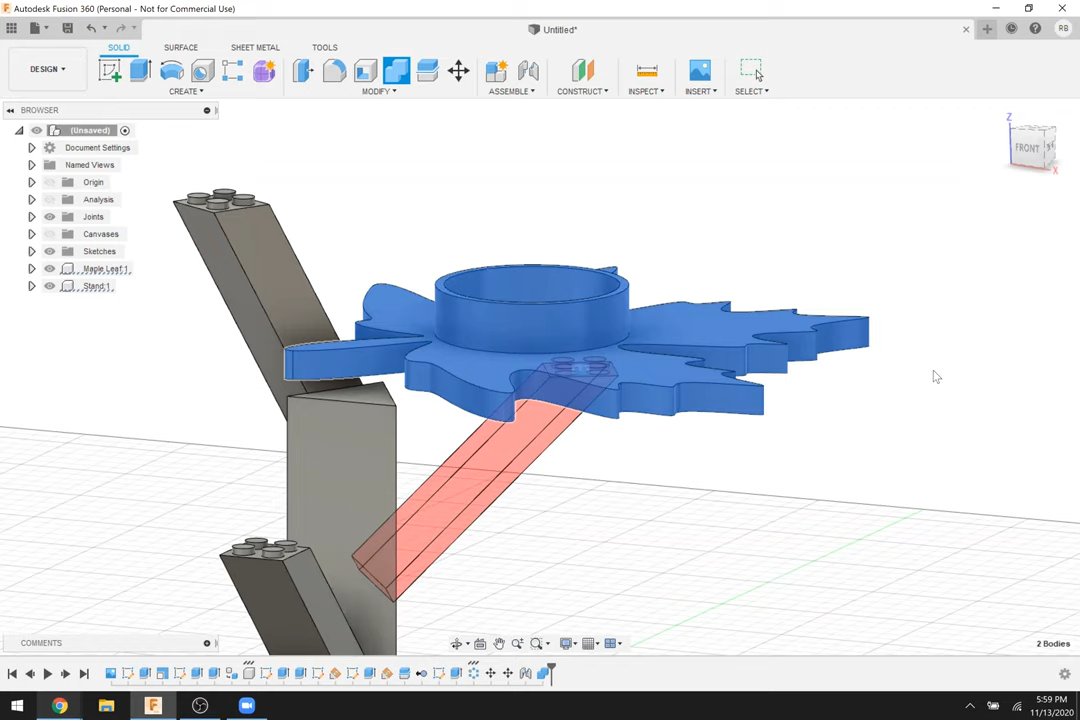 Autodesk Fusion 360 (Personal - Not for Commercial Use)
Untitled*
RB
DESIGN
SOLID
SURFACE
SHEET METAL
TOOLS
CREATE
MODIFY
ASSEMBLE
CONSTRUCT
INSPECT
INSERT
SELECT
BROWSER
(Unsaved)
Document Settings
Named Views
Origin
Analysis
Joints
Canvases
Sketches
Maple Leaf:1
Stand:1
Z
FRONT
X
COMMENTS
2 Bodies
5:59 PM
11/13/2020